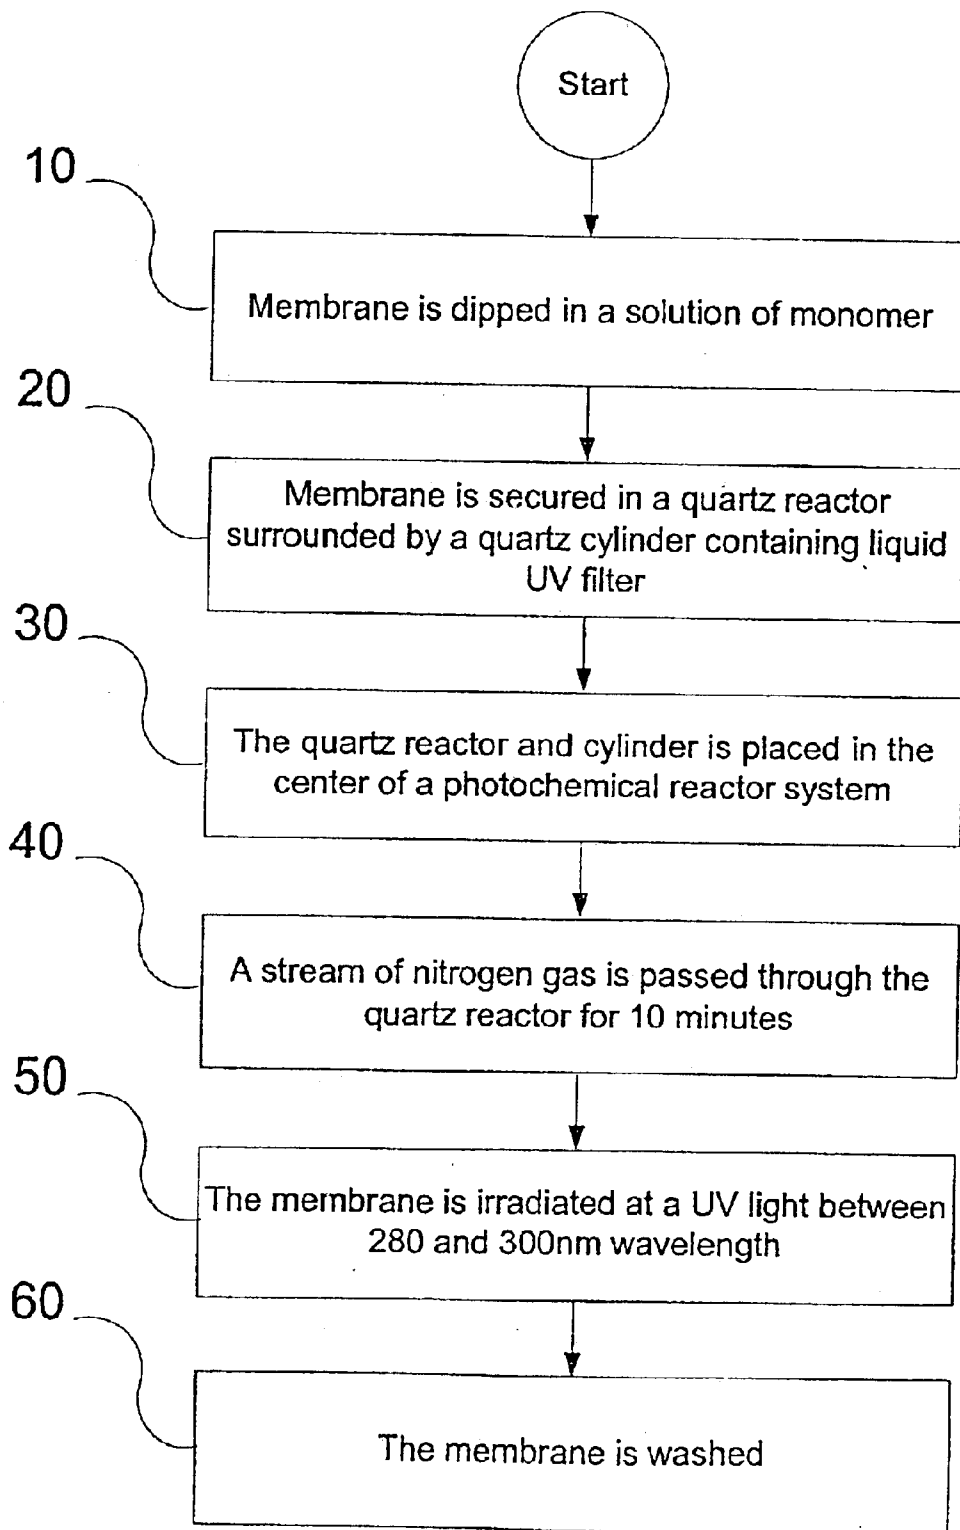 Start
10
Membrane is dipped in a solution of monomer
20
Membrane is secured in a quartz reactor
surrounded by a quartz cylinder containing liquid
UV filter
30
The quartz reactor and cylinder is placed in the
center of a photochemical reactor system
40
A stream of nitrogen gas is passed through the
quartz reactor for 10 minutes
50
The membrane is irradiated at a UV light between
280 and 300nm wavelength
60
The membrane is washed